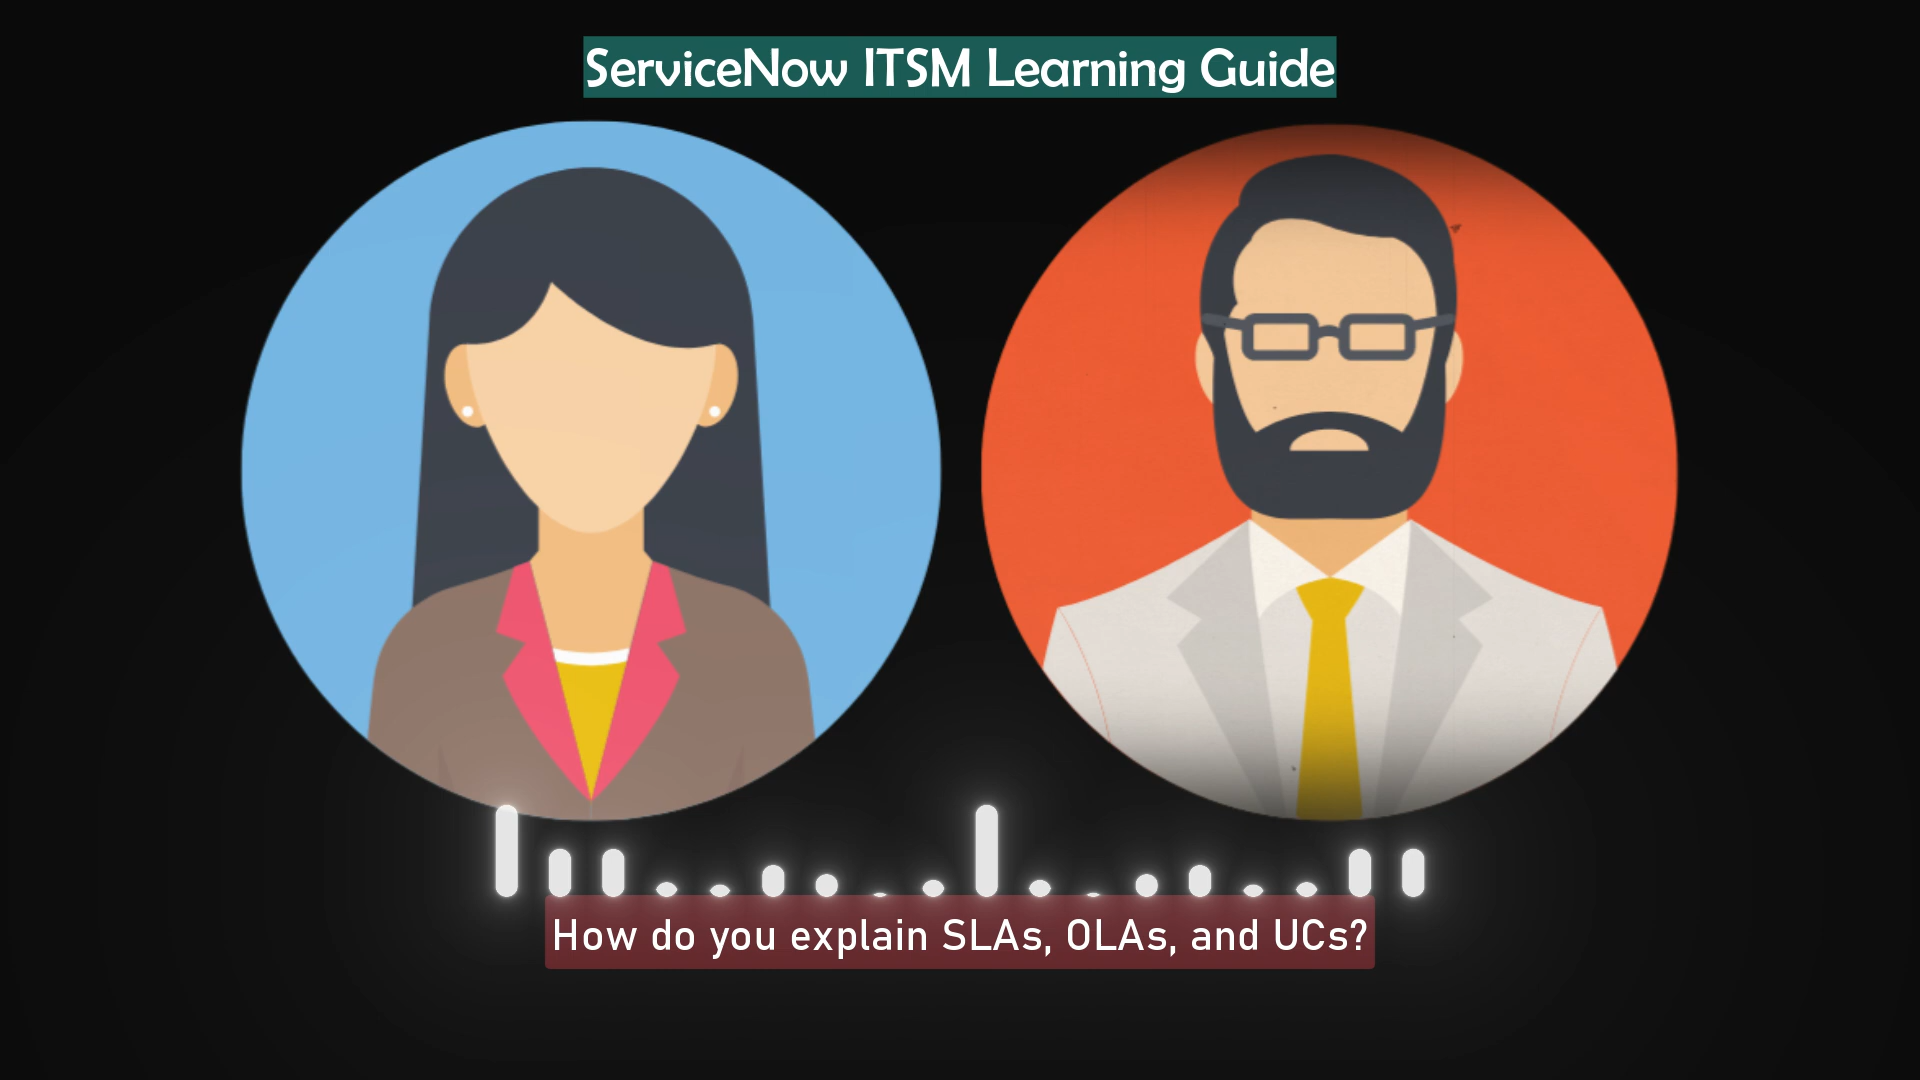 ServiceNow ITSM Learning Guide
How do you explain SLAs, OLAs, and UCs?